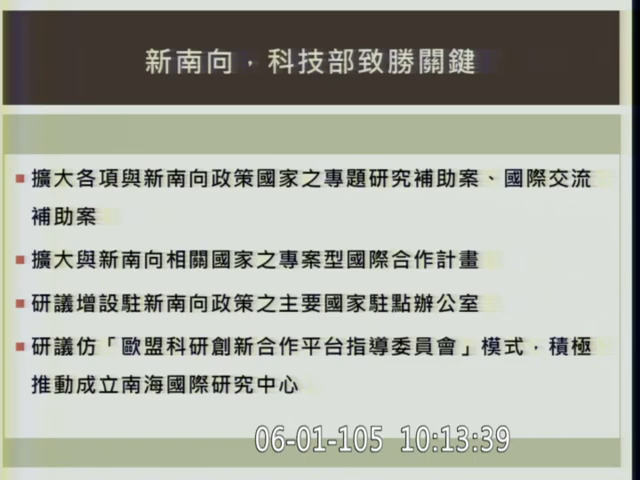 新南向，科技部致勝關鍵
擴大各項與新南向政策國家之專題研究補助案、國際交流
補助案
擴大與新南向相關國家之專案型國際合作計畫
研議增設駐新南向政策之主要國家駐點辦公室
研議仿「歐盟科研創新合作平台指導委員會」模式，積極
推動成立南海國際研究中心
06-01-105 10:13:39